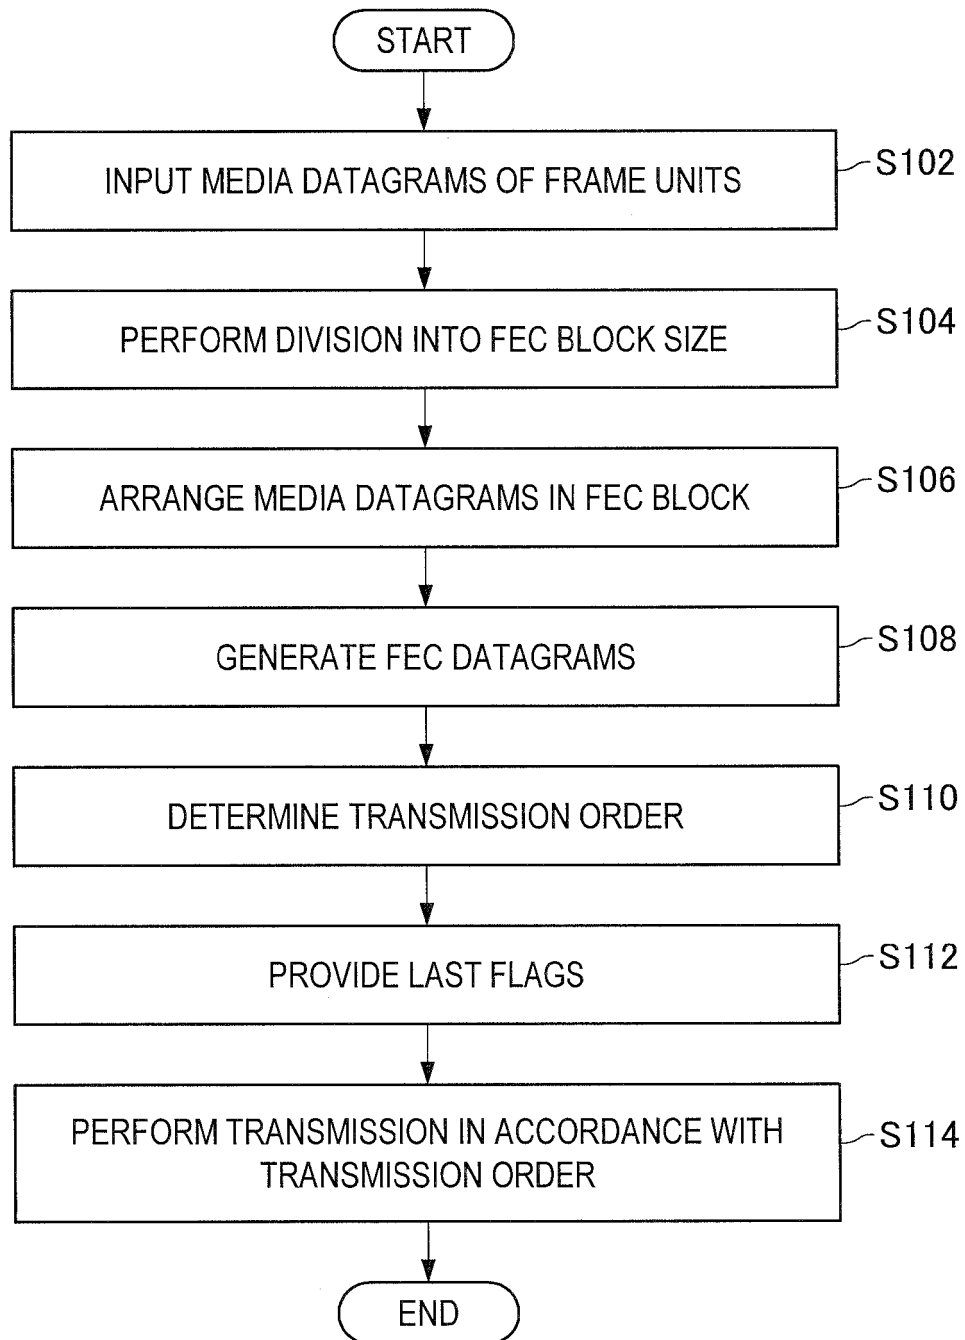 START
INPUT MEDIA DATAGRAMS OF FRAME UNITS
S102
PERFORM DIVISION INTO FEC BLOCK SIZE
S104
ARRANGE MEDIA DATAGRAMS IN FEC BLOCK
S106
GENERATE FEC DATAGRAMS
S108
DETERMINE TRANSMISSION ORDER
S110
PROVIDE LAST FLAGS
S112
PERFORM TRANSMISSION IN ACCORDANCE WITH
TRANSMISSION ORDER
S114
END